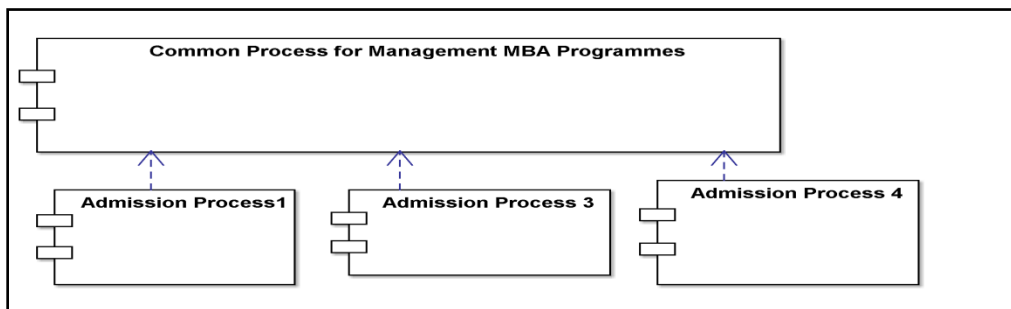 Common Process for Management MBA Programmes
Admission Process1
Admission Process 3
Admission Process 4